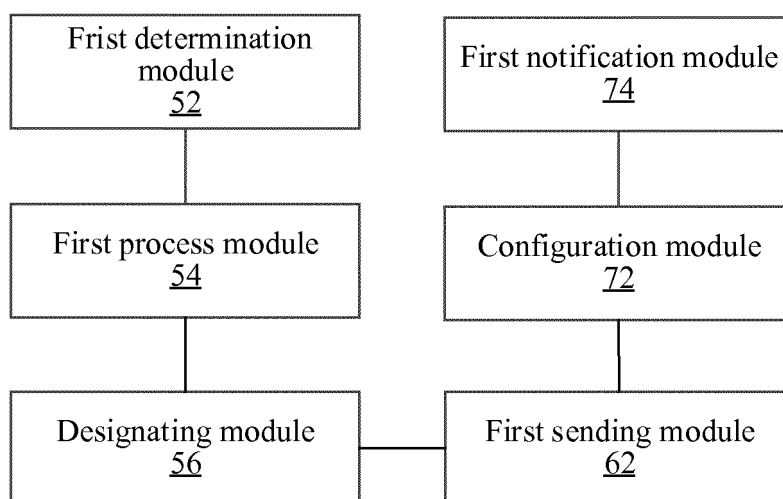 Frist determination
module
52
First notification module
74
First process module
54
Configuration module
72
Designating module
56
First sending module
62